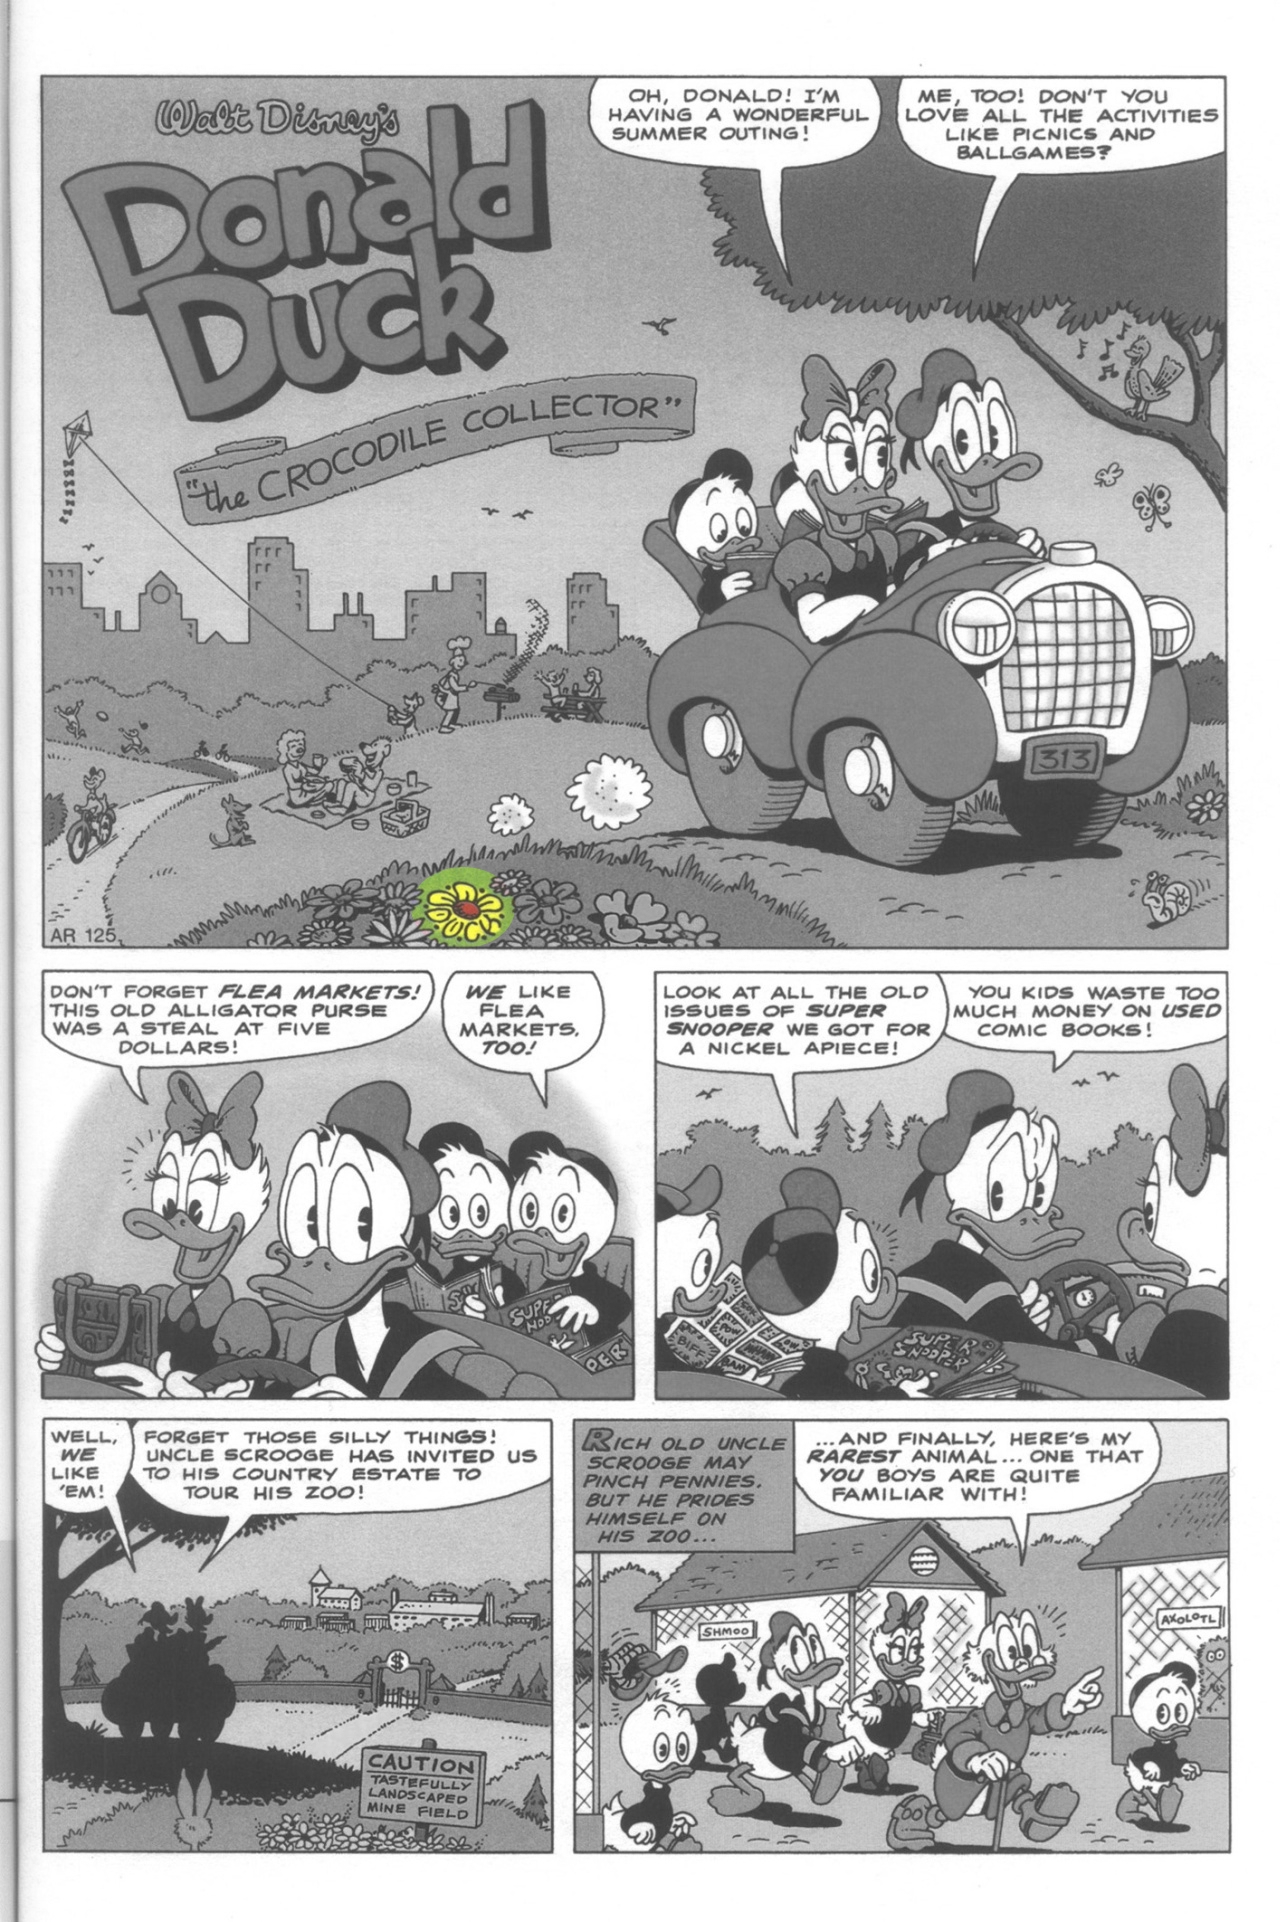 Walt Disney's
Donald
Duck
"the CROCODILE COLLECTOR"
OH, DONALD! I'M
HAVING A WONDERFUL
SUMMER OUTING!
ME, TOO! DON'T YOU
LOVE ALL THE ACTIVITIES
LIKE PICNICS AND
BALLGAMES?
313
DUCK
AR 125
DON'T FORGET FLEA MARKETS!
THIS OLD ALLIGATOR PURSE
WAS A STEAL AT FIVE
DOLLARS!
WE LIKE
FLEA
MARKETS,
TOO!
SUPER
PER
LOOK AT ALL THE OLD
ISSUES OF SUPER
SNOOPER WE GOT FOR
A NICKEL APIECE!
YOU KIDS WASTE TOO
MUCH MONEY ON USED
COMIC BOOKS!
POW
BIFF
BAM
SUPER
SNOOPER
WELL,
WE
LIKE
'EM!
FORGET THOSE SILLY THINGS!
UNCLE SCROOGE HAS INVITED US
TO HIS COUNTRY ESTATE TO
TOUR HIS ZOO!
$
CAUTION
TASTEFULLY
LANDSCAPED
MINE FIELD
RICH OLD UNCLE
SCROOGE MAY
PINCH PENNIES,
BUT HE PRIDES
HIMSELF ON
HIS ZOO...
...AND FINALLY, HERE'S MY
RAREST ANIMAL... ONE THAT
YOU BOYS ARE QUITE
FAMILIAR WITH!
SHMOO
AXOLOTL